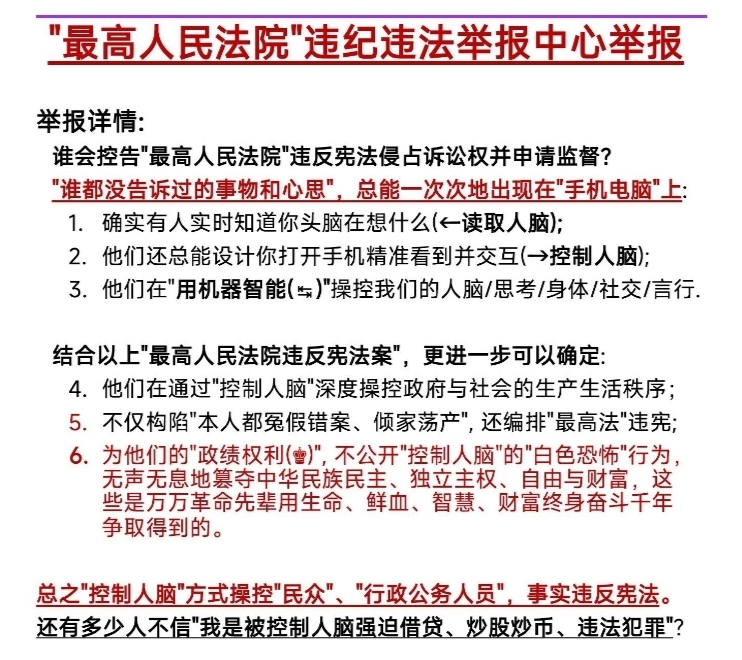 "最高人民法院"违纪违法举报中心举报
举报详情:
谁会控告"最高人民法院"违反宪法侵占诉讼权并申请监督?
"谁都没告诉过的事物和心思"，总能一次次地出现在"手机电脑"上:
1. 确实有人实时知道你头脑在想什么(←读取人脑);
2. 他们还总能设计你打开手机精准看到并交互(→控制人脑);
3. 他们在"用机器智能(↹)"操控我们的人脑/思考/身体/社交/言行.
结合以上"最高人民法院违反宪法案"，更进一步可以确定:
4. 他们在通过"控制人脑"深度操控政府与社会的生产生活秩序；
5. 不仅构陷"本人都冤假错案、倾家荡产", 还编排"最高法"违宪;
6. 为他们的"政绩权利(♚)", 不公开"控制人脑"的"白色恐怖"行为，
无声无息地篡夺中华民族民主、独立主权、自由与财富，这
些是万万革命先辈用生命、鲜血、智慧、财富终身奋斗千年
争取得到的。
总之"控制人脑"方式操控"民众"、"行政公务人员"，事实违反宪法。
还有多少人不信"我是被控制人脑强迫借贷、炒股炒币、违法犯罪"?